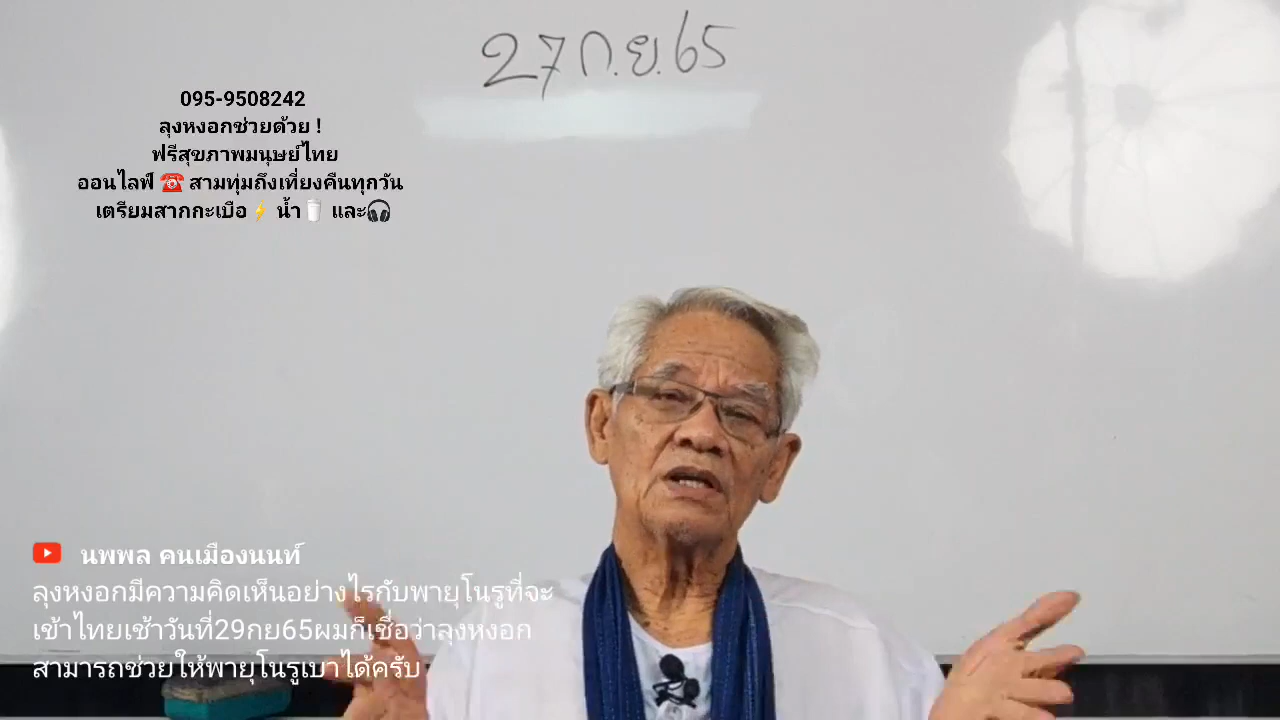 27 ก.ย.65
095-9508242
ลุงหงอกช่วยด้วย !
ฟรีสุขภาพมนุษย์ไทย
ออนไลฟ์ ☎️ สามทุ่มถึงเที่ยงคืนทุกวัน
เตรียมสากกะเบือ⚡ น้ำ🥛 และ🎧
นพพล คนเมืองนนท์
ลุงหงอกมีความคิดเห็นอย่างไรกับพายุโนรูที่จะ
เข้าไทยเช้าวันที่29กย65ผมก็เชื่อว่าลุงหงอก
สามารถช่วยให้พายุโนรูเบาได้ครับ